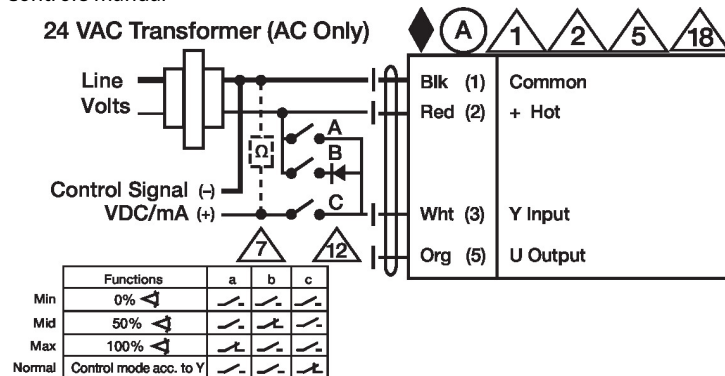 24 VAC Transformer (AC Only)
A 1 2 5 18
Line
Volts
Blk (1) Common
Red (2) + Hot
A
B
Ω
C
Control Signal (-)
VDC/mA (+)
Wht (3) Y Input
7 12
Org (5) U Output
Functions a b c
Min 0%
Mid 50%
Max 100%
Normal Control mode acc. to Y